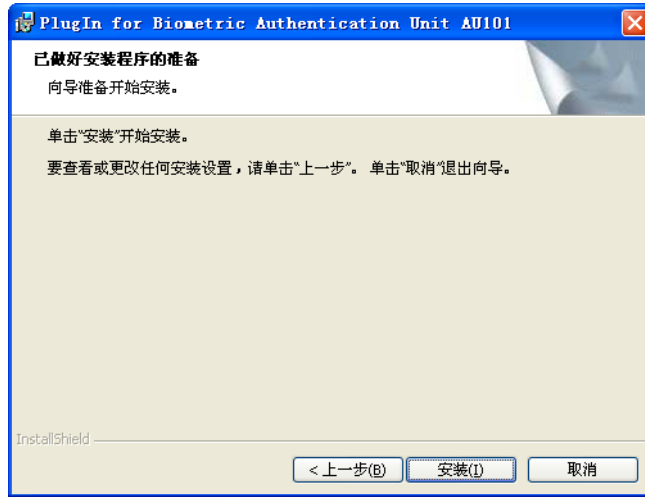 PlugIn for Biometric Authentication Unit AU101
已做好安装程序的准备
向导准备开始安装。
单击“安装”开始安装。
要查看或更改任何安装设置，请单击“上一步”。 单击“取消”退出向导。
InstallShield
< 上一步(B)
安装(I)
取消